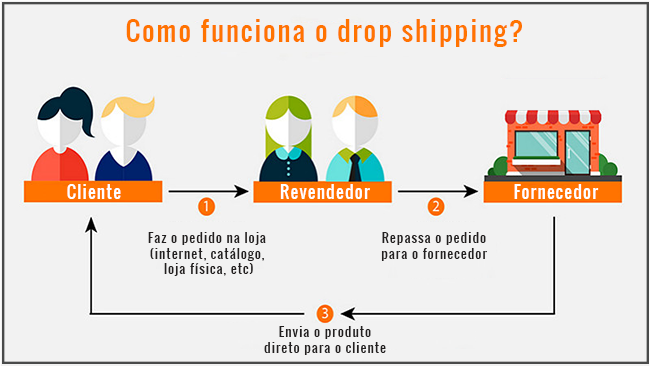 Como funciona o drop shipping?
Cliente
Revendedor
Fornecedor
1
Faz o pedido na loja
(internet, catálogo,
loja física, etc)
2
Repassa o pedido
para o fornecedor
3
Envia o produto
direto para o cliente